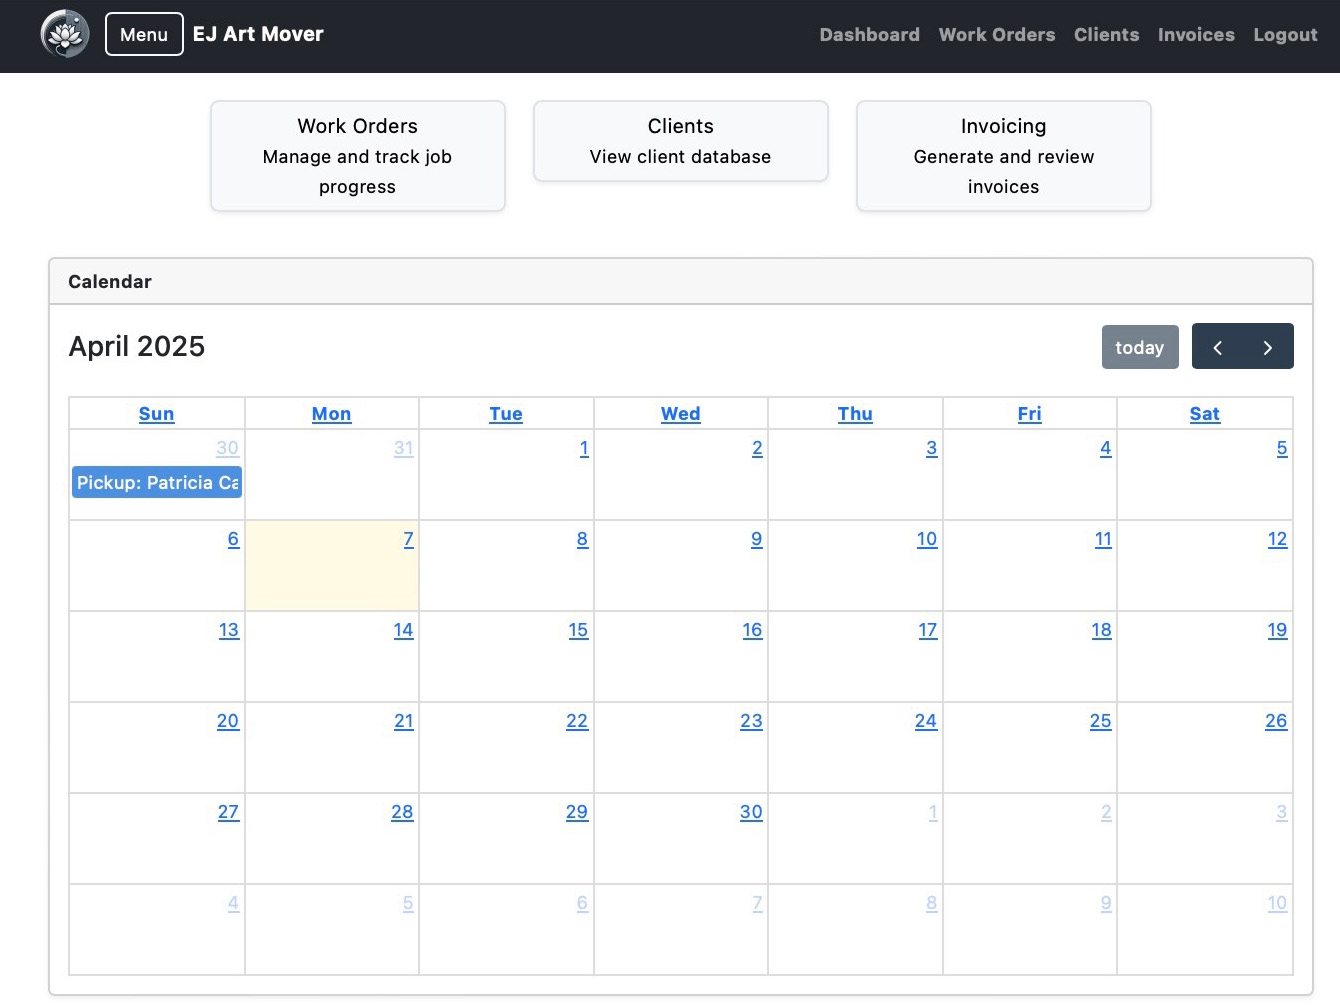 Menu EJ Art Mover Dashboard Work Orders Clients Invoices Logout
Work Orders
Manage and track job
progress
Clients
View client database
Invoicing
Generate and review
invoices
Calendar
April 2025
today
Sun Mon Tue Wed Thu Fri Sat
30 31 1 2 3 4 5
Pickup: Patricia Ca
6 7 8 9 10 11 12
13 14 15 16 17 18 19
20 21 22 23 24 25 26
27 28 29 30 1 2 3
4 5 6 7 8 9 10